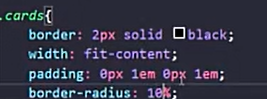 .cards{
border: 2px solid black;
width: fit-content;
padding: 0px 1em 0px 1em;
border-radius: 10%;